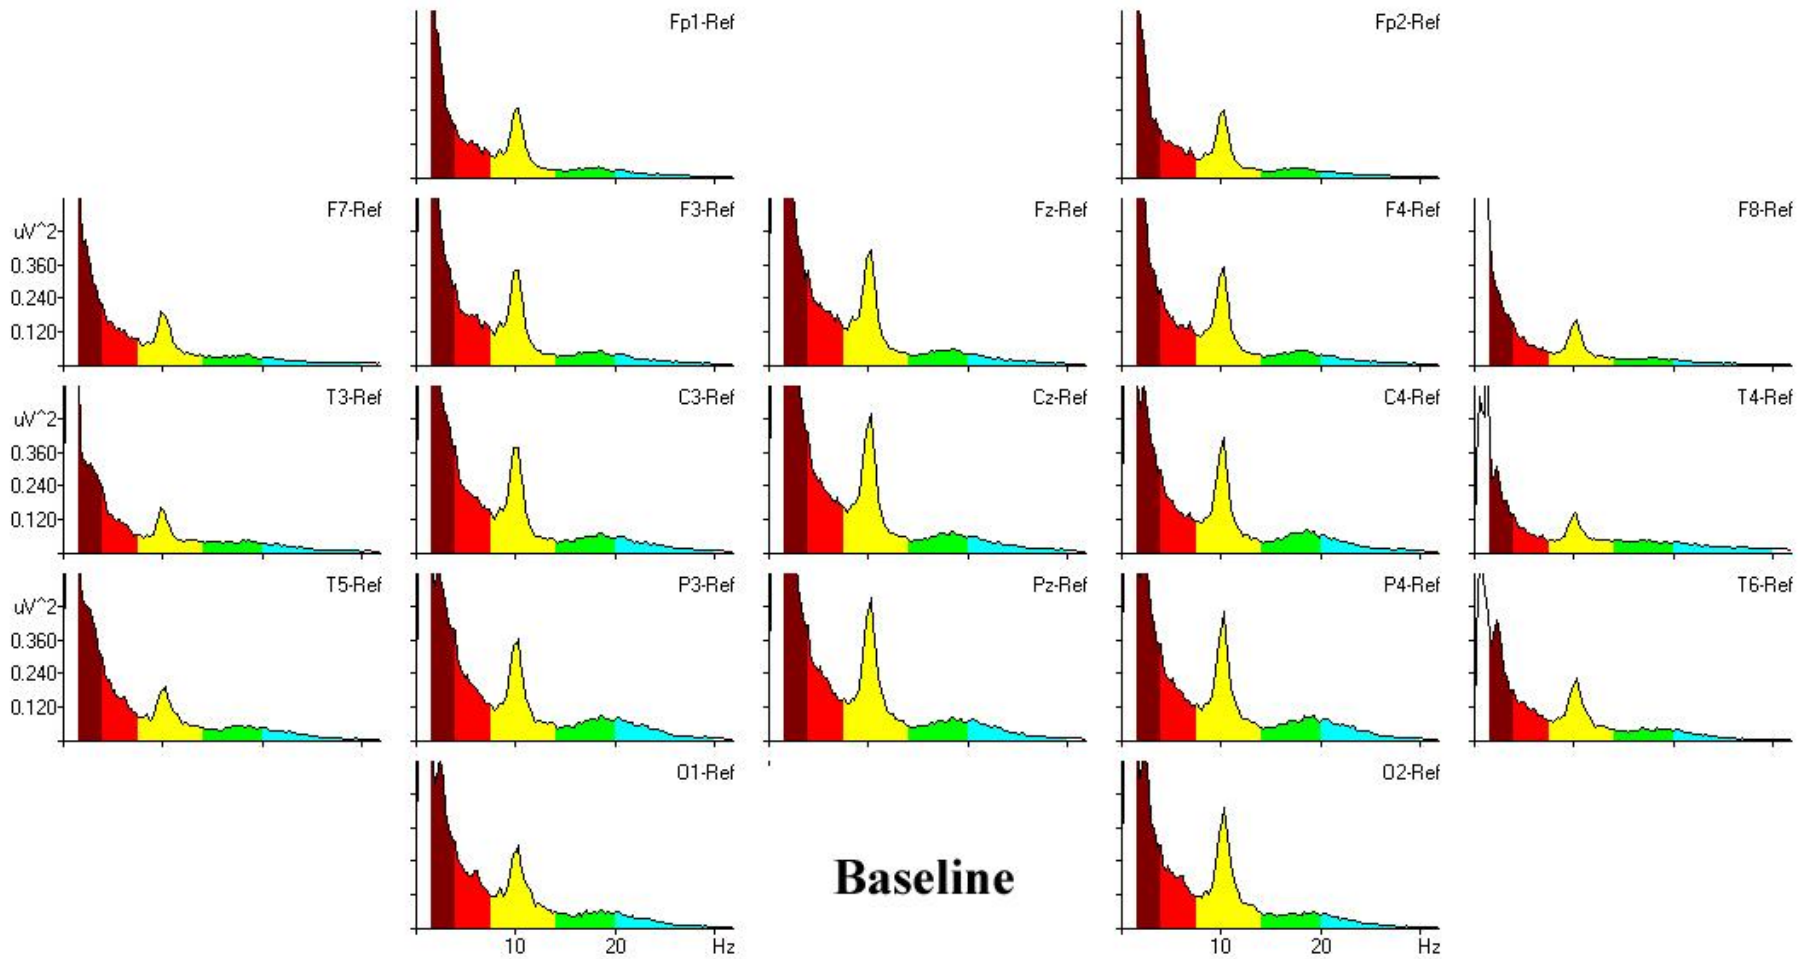 Fp1-Ref Fp2-Ref
F7-Ref F3-Ref Fz-Ref F4-Ref F8-Ref
uV^2
0.360
0.240
0.120
T3-Ref C3-Ref Cz-Ref C4-Ref T4-Ref
uV^2
0.360
0.240
0.120
T5-Ref P3-Ref Pz-Ref P4-Ref T6-Ref
uV^2
0.360
0.240
0.120
O1-Ref O2-Ref
Baseline
10 20 Hz 10 20 Hz